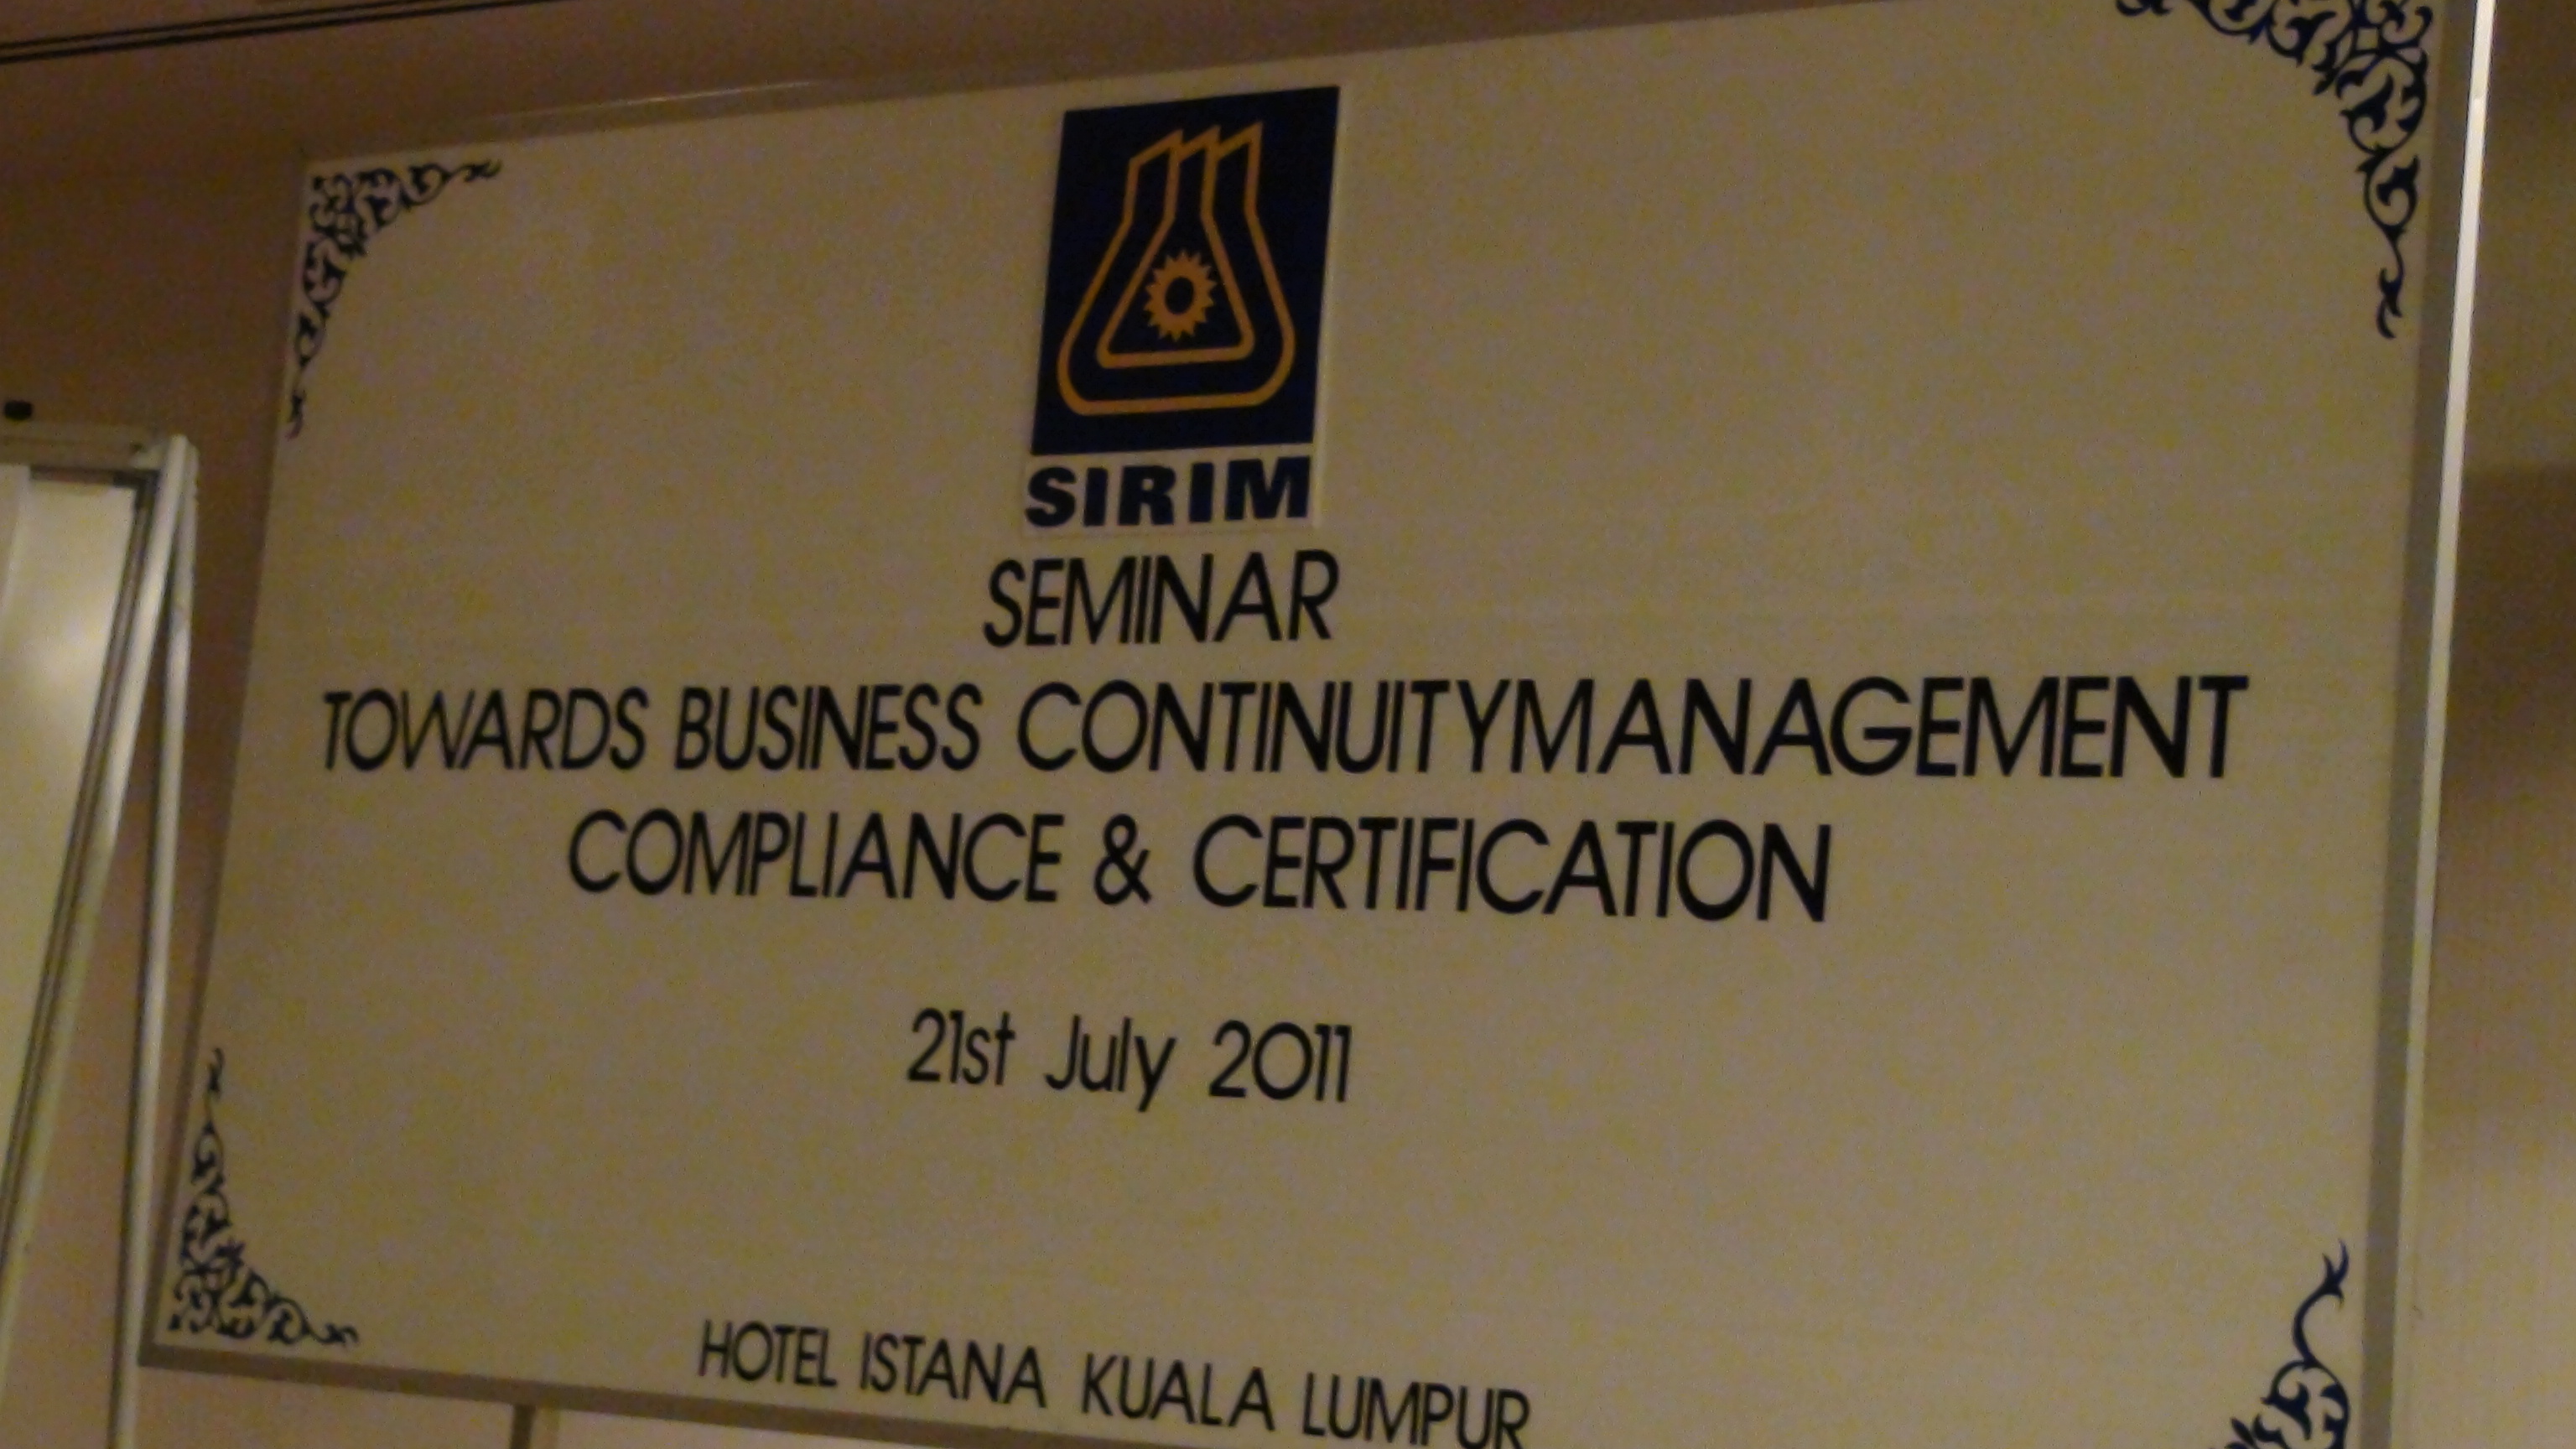 SIRIM
SEMINAR
TOWARDS BUSINESS CONTINUITYMANAGEMENT
COMPLIANCE & CERTIFICATION
21st July 2011
HOTEL ISTANA KUALA LUMPUR